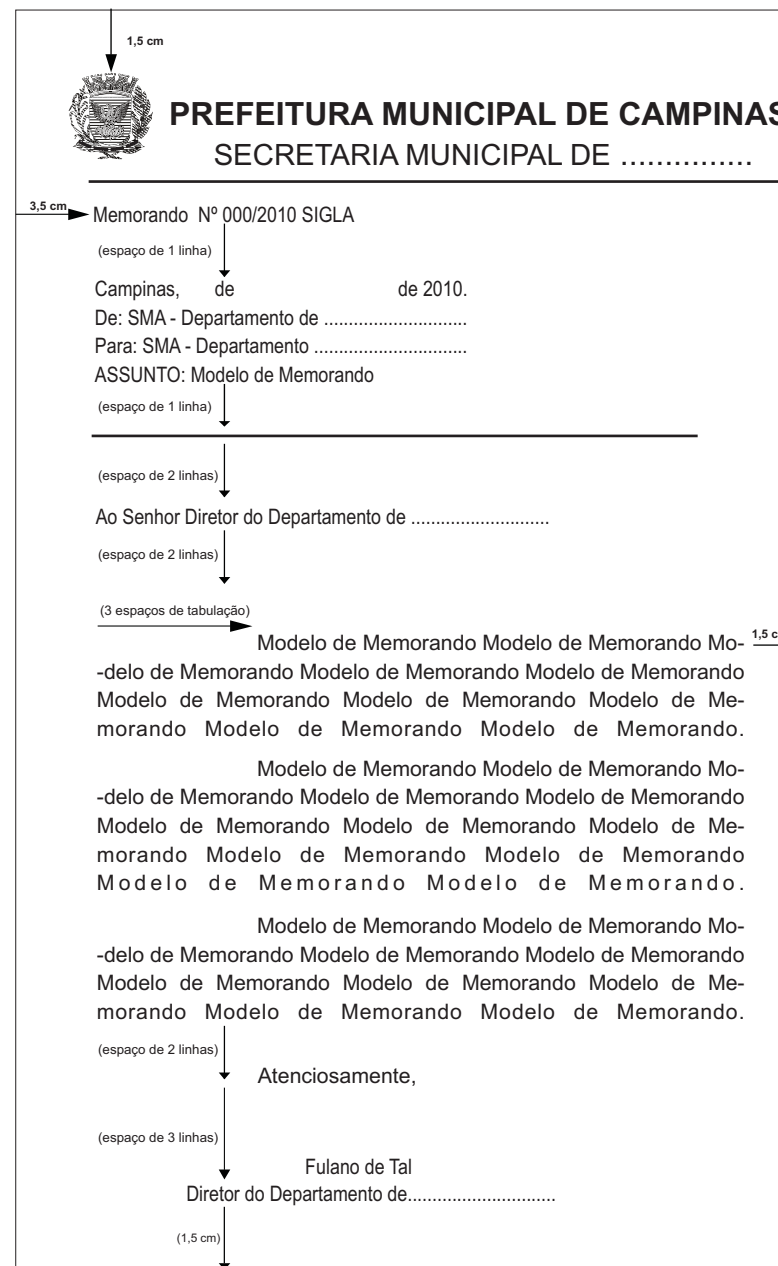 1,5 cm
PREFEITURA MUNICIPAL DE CAMPINAS
SECRETARIA MUNICIPAL DE ...............
3,5 cm
Memorando Nº 000/2010 SIGLA
(espaço de 1 linha)
Campinas, de de 2010.
De: SMA - Departamento de .............................
Para: SMA - Departamento ...............................
ASSUNTO: Modelo de Memorando
(espaço de 1 linha)
(espaço de 2 linhas)
Ao Senhor Diretor do Departamento de ............................
(espaço de 2 linhas)
(3 espaços de tabulação)
Modelo de Memorando Modelo de Memorando Mo- 1,5 c
-delo de Memorando Modelo de Memorando Modelo de Memorando
Modelo de Memorando Modelo de Memorando Modelo de Me-
morando Modelo de Memorando Modelo de Memorando.
Modelo de Memorando Modelo de Memorando Mo-
-delo de Memorando Modelo de Memorando Modelo de Memorando
Modelo de Memorando Modelo de Memorando Modelo de Me-
morando Modelo de Memorando Modelo de Memorando
Modelo de Memorando Modelo de Memorando.
Modelo de Memorando Modelo de Memorando Mo-
-delo de Memorando Modelo de Memorando Modelo de Memorando
Modelo de Memorando Modelo de Memorando Modelo de Me-
morando Modelo de Memorando Modelo de Memorando.
(espaço de 2 linhas)
Atenciosamente,
(espaço de 3 linhas)
Fulano de Tal
Diretor do Departamento de..............................
(1,5 cm)